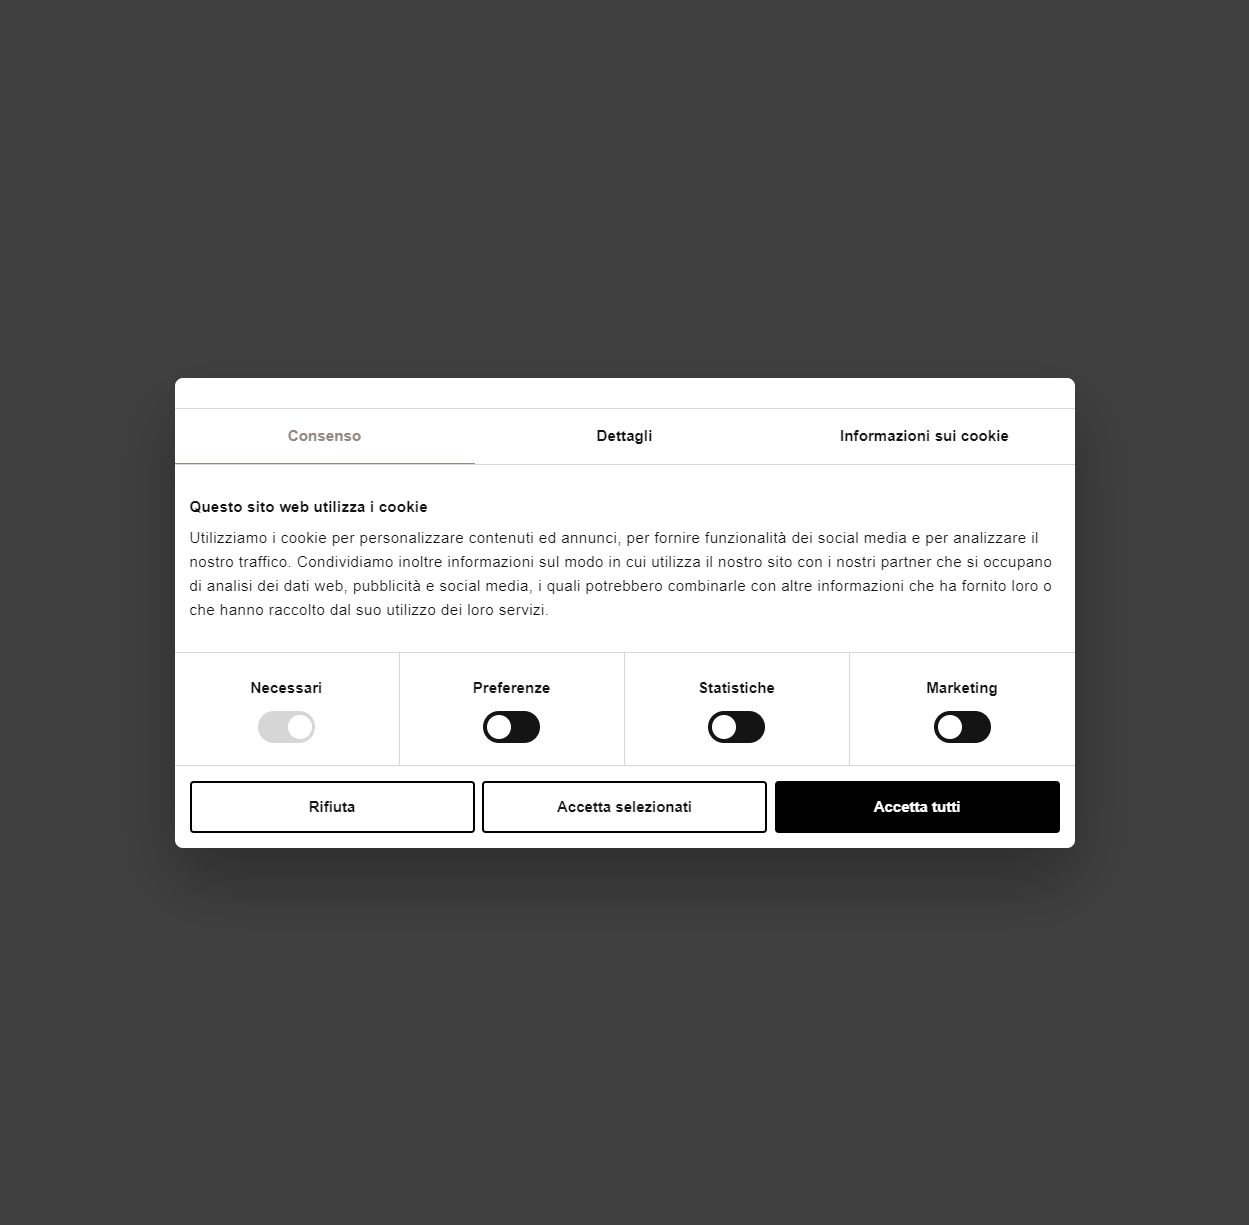 Consenso
Dettagli
Informazioni sui cookie
Questo sito web utilizza i cookie
Utilizziamo i cookie per personalizzare contenuti ed annunci, per fornire funzionalità dei social media e per analizzare il
nostro traffico. Condividiamo inoltre informazioni sul modo in cui utilizza il nostro sito con i nostri partner che si occupano
di analisi dei dati web, pubblicità e social media, i quali potrebbero combinarle con altre informazioni che ha fornito loro o
che hanno raccolto dal suo utilizzo dei loro servizi.
Necessari
Preferenze
Statistiche
Marketing
Rifiuta
Accetta selezionati
Accetta tutti